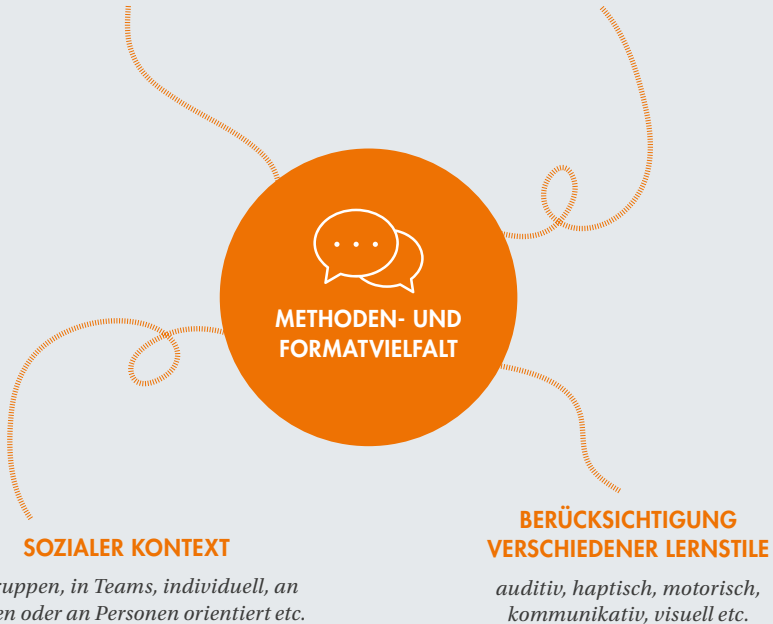 METHODEN- UND
FORMATVIELFALT
SOZIALER KONTEXT
in Teams, individuell, an
oder an Personen orientiert etc.
BERÜCKSICHTIGUNG
VERSCHIEDENER LERNSTILE
auditiv, haptisch, motorisch,
kommunikativ, visuell etc.